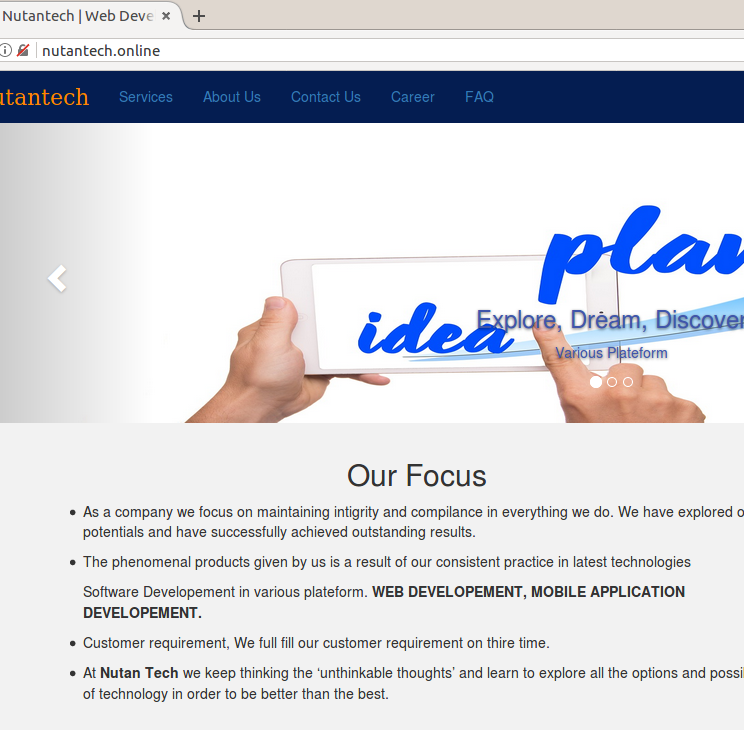 Nutantech | Web Deve
nutantech.online
utantech Services About Us Contact Us Career FAQ
plan
idea
Explore, Dream, Discover
Various Plateform
Our Focus
As a company we focus on maintaining intigrity and compilance in everything we do. We have explored o
potentials and have successfully achieved outstanding results.
The phenomenal products given by us is a result of our consistent practice in latest technologies
Software Developement in various plateform. WEB DEVELOPEMENT, MOBILE APPLICATION
DEVELOPEMENT.
Customer requirement, We full fill our customer requirement on thire time.
At Nutan Tech we keep thinking the ‘unthinkable thoughts’ and learn to explore all the options and possi
of technology in order to be better than the best.